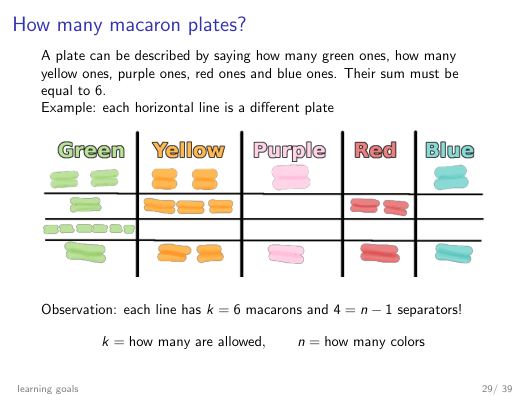 How many macaron plates?
A plate can be described by saying how many green ones, how many
yellow ones, purple ones, red ones and blue ones. Their sum must be
equal to 6.
Example: each horizontal line is a different plate
Green Yellow Purple Red Blue
Observation: each line has k = 6 macarons and 4 = n − 1 separators!
k = how many are allowed, n = how many colors
learning goals 29/ 39